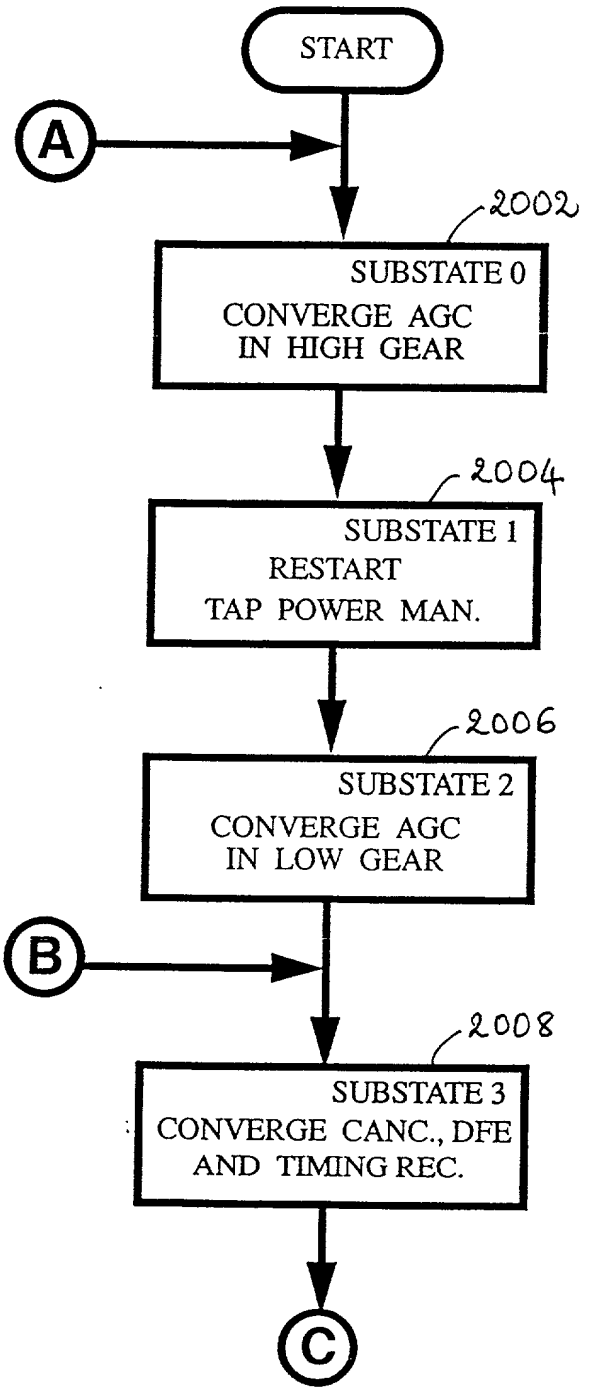 START
A
2002
SUBSTATE 0
CONVERGE AGC
IN HIGH GEAR
2004
SUBSTATE 1
RESTART
TAP POWER MAN.
2006
SUBSTATE 2
CONVERGE AGC
IN LOW GEAR
B
2008
SUBSTATE 3
CONVERGE CANC., DFE
AND TIMING REC.
C